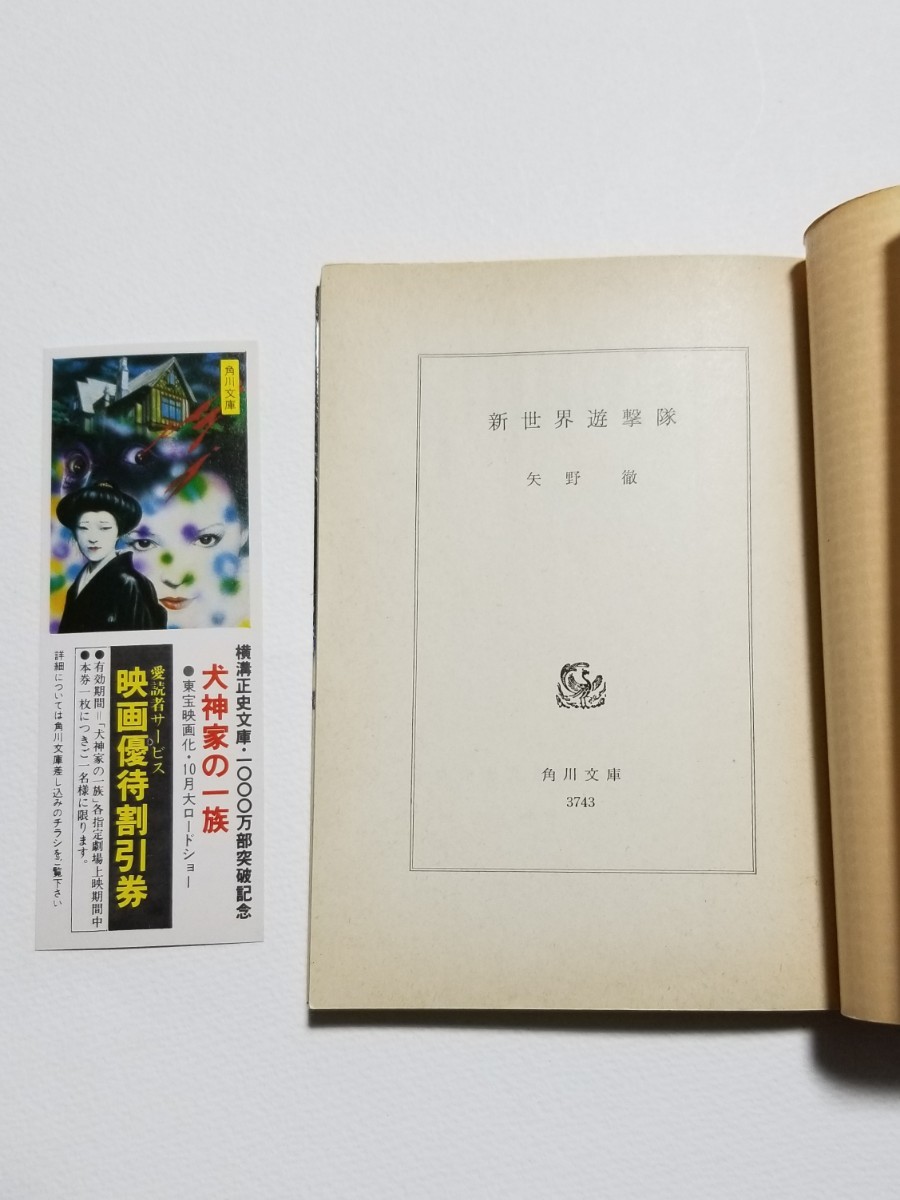 角川文庫
横溝正史文庫・一〇〇〇万部突破記念
犬神家の一族
●東宝映画化・10月大ロードショー
愛読者サービス
映画優待割引券
●有効期間=「犬神家の一族」各指定劇場上映期間中
●本券一枚につきご一名様に限ります。
詳細については角川文庫差し込みのチラシをご覧下さい
新世界遊撃隊
矢野 徹
角川文庫
3743